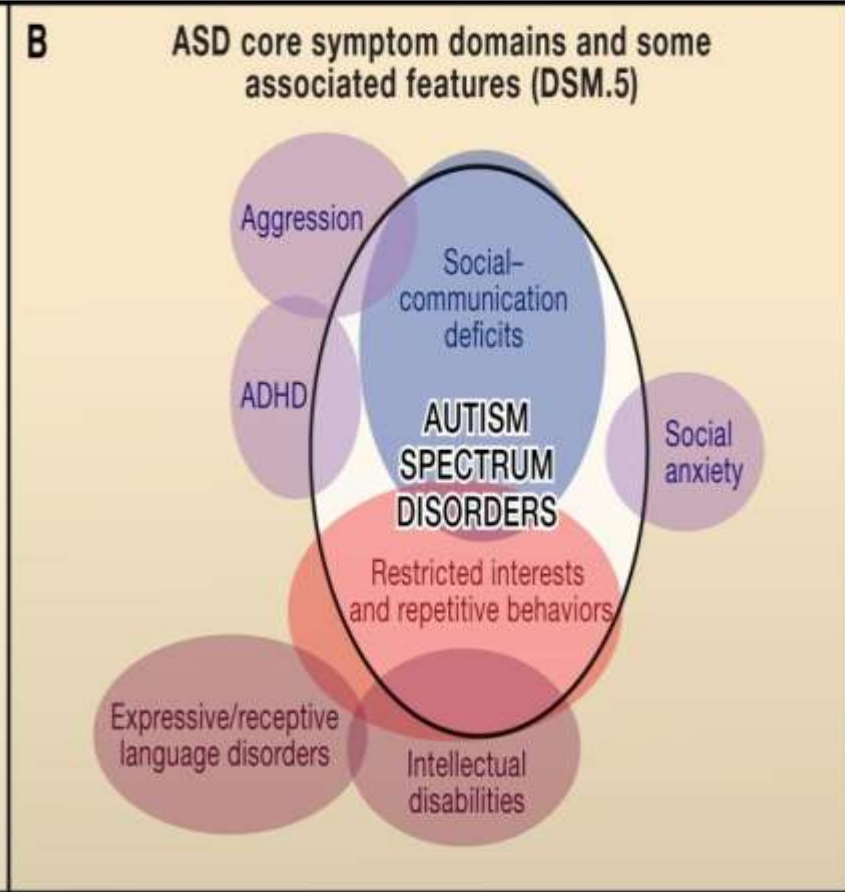 B
ASD core symptom domains and some
associated features (DSM.5)
Aggression
Social–
communication
deficits
ADHD
AUTISM
SPECTRUM
DISORDERS
Social
anxiety
Restricted interests
and repetitive behaviors
Expressive/receptive
language disorders
Intellectual
disabilities